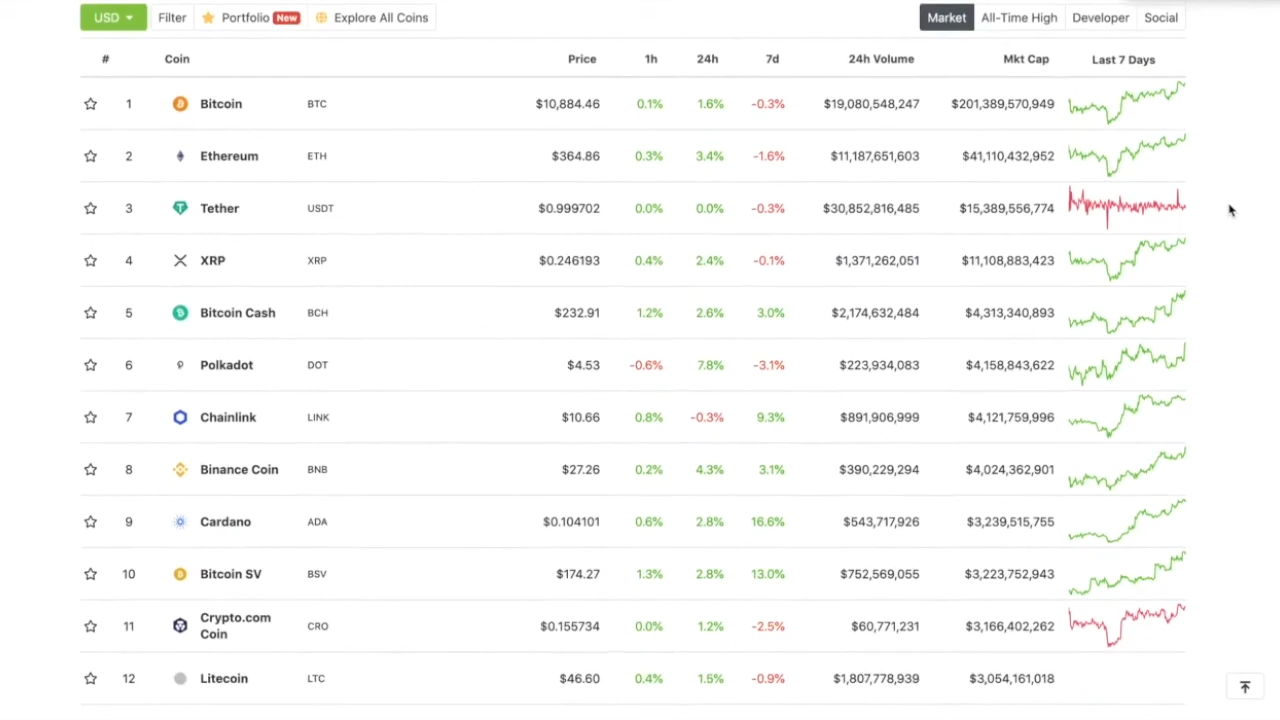 USD Filter Portfolio New Explore All Coins Market All-Time High Developer Social
# Coin Price 1h 24h 7d 24h Volume Mkt Cap Last 7 Days
1 Bitcoin BTC $10,884.46 0.1% 1.6% -0.3% $19,080,548,247 $201,389,570,949
2 Ethereum ETH $364.86 0.3% 3.4% -1.6% $11,187,651,603 $41,110,432,952
3 Tether USDT $0.999702 0.0% 0.0% -0.3% $30,852,816,485 $15,389,556,774
4 XRP XRP $0.246193 0.4% 2.4% -0.1% $1,371,262,051 $11,108,883,423
5 Bitcoin Cash BCH $232.91 1.2% 2.6% 3.0% $2,174,632,484 $4,313,340,893
6 Polkadot DOT $4.53 -0.6% 7.8% -3.1% $223,934,083 $4,158,843,622
7 Chainlink LINK $10.66 0.8% -0.3% 9.3% $891,906,999 $4,121,759,996
8 Binance Coin BNB $27.26 0.2% 4.3% 3.1% $390,229,294 $4,024,362,901
9 Cardano ADA $0.104101 0.6% 2.8% 16.6% $543,717,926 $3,239,515,755
10 Bitcoin SV BSV $174.27 1.3% 2.8% 13.0% $752,569,055 $3,223,752,943
11 Crypto.com Coin CRO $0.155734 0.0% 1.2% -2.5% $60,771,231 $3,166,402,262
12 Litecoin LTC $46.60 0.4% 1.5% -0.9% $1,807,778,939 $3,054,161,018